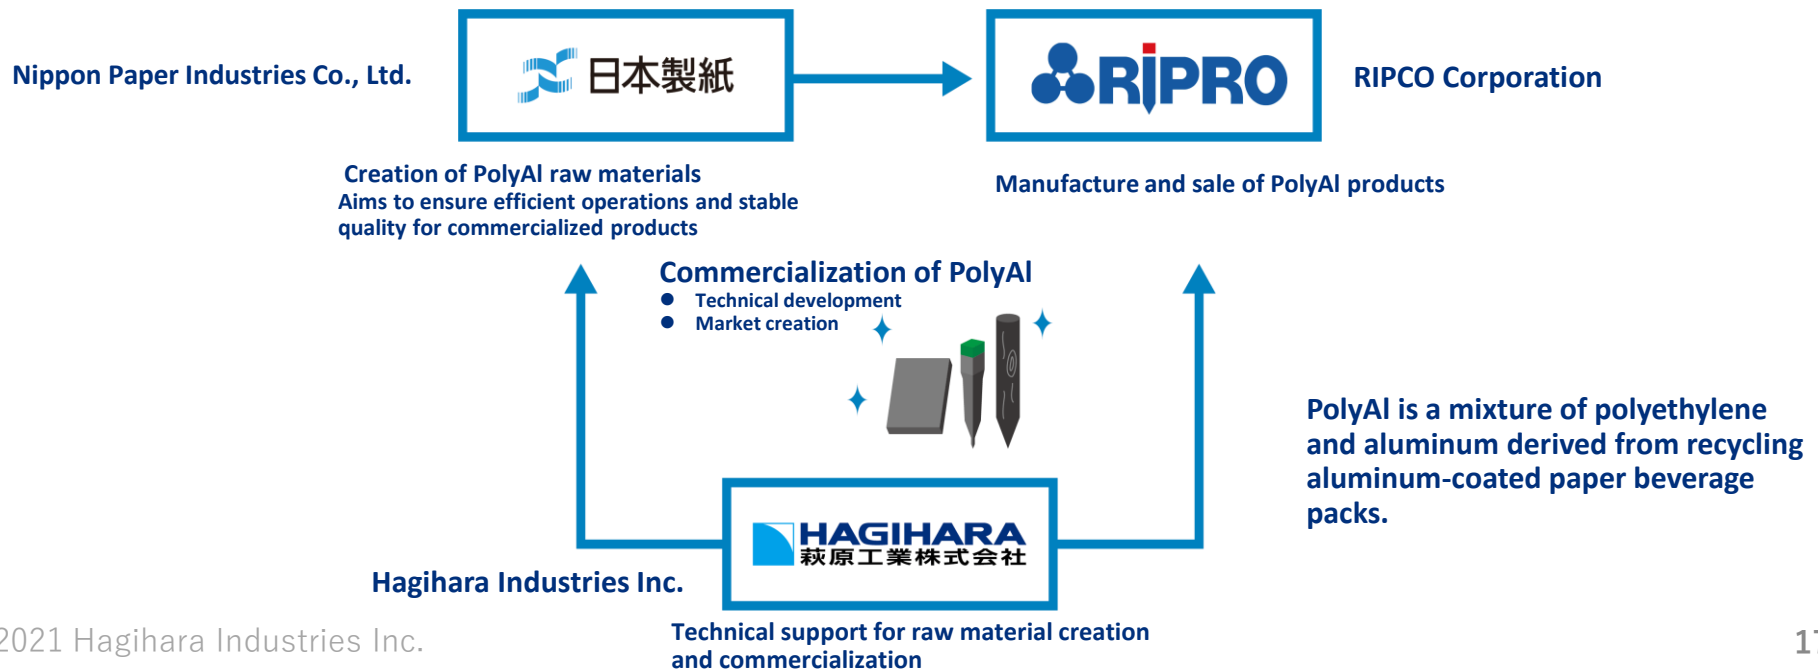 Nippon Paper Industries Co., Ltd.
日本製紙
RiPRO
RIPCO Corporation
Creation of PolyAl raw materials
Aims to ensure efficient operations and stable
quality for commercialized products
Manufacture and sale of PolyAl products
Commercialization of PolyAl
● Technical development
● Market creation
PolyAl is a mixture of polyethylene
and aluminum derived from recycling
aluminum-coated paper beverage
packs.
HAGIHARA
萩原工業株式会社
Hagihara Industries Inc.
Technical support for raw material creation
and commercialization
2021 Hagihara Industries Inc.
17